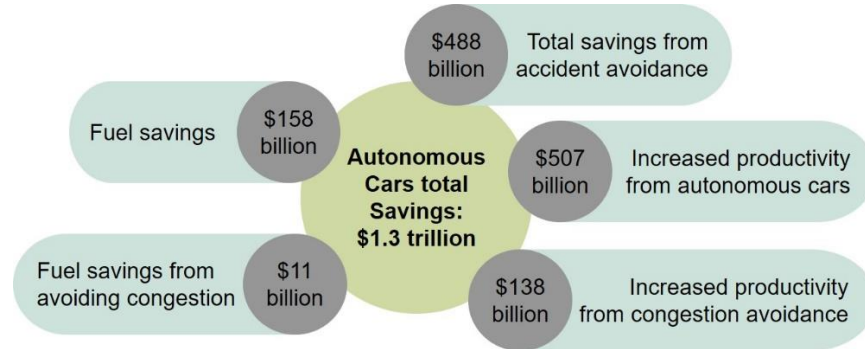 $488
billion
Total savings from
accident avoidance
Fuel savings
$158
billion
Autonomous
Cars total
Savings:
$1.3 trillion
$507
billion
Increased productivity
from autonomous cars
Fuel savings from
avoiding congestion
$11
billion
$138
billion
Increased productivity
from congestion avoidance